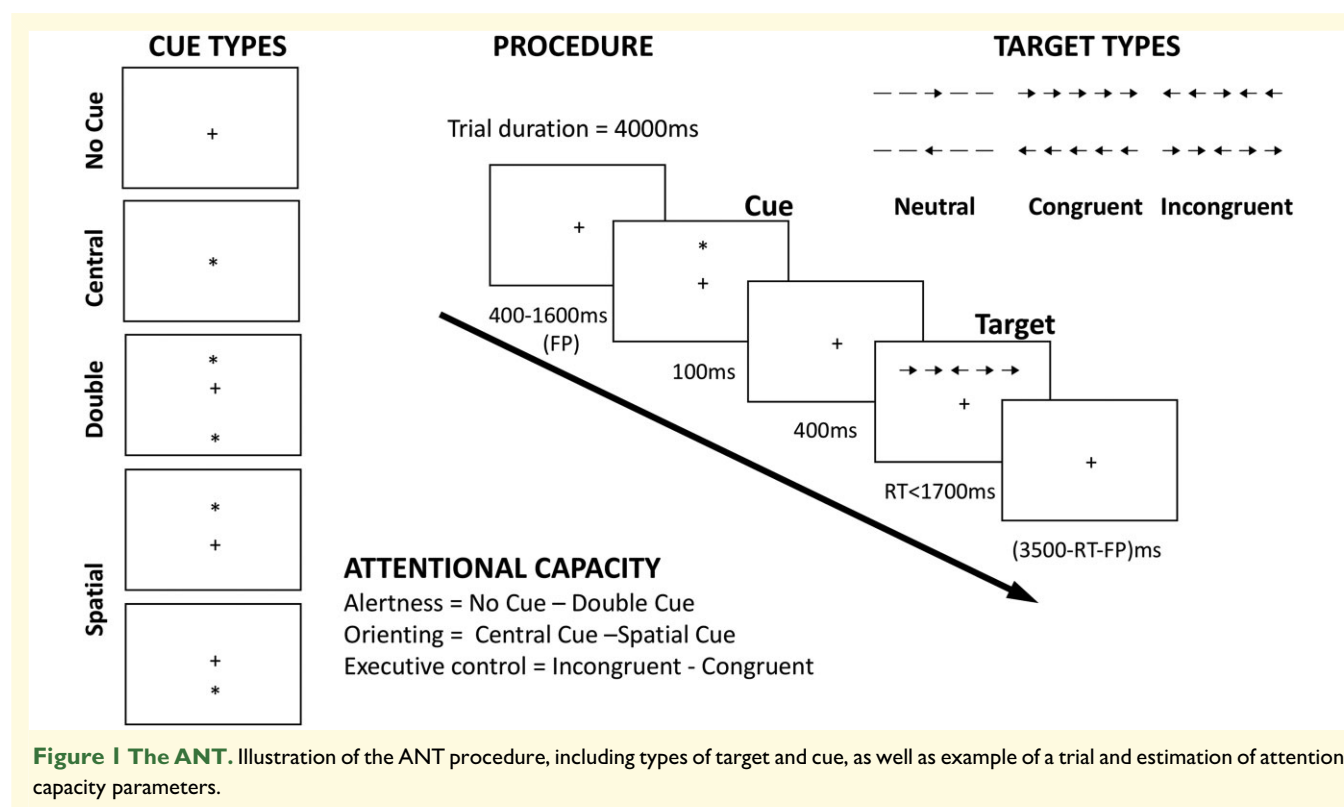 CUE TYPES
No Cue
+
Central
*
Double
*
+
*
Spatial
*
+
+
*
PROCEDURE
Trial duration = 4000ms
+
400-1600ms
(FP)
Cue
*
+
100ms
+
400ms
Target
→ → ← → →
+
RT<1700ms
+
(3500-RT-FP)ms
TARGET TYPES
— — → — — → → → → → ← ← → ← ←
— — ← — — ← ← ← ← ← → → ← → →
Neutral Congruent Incongruent
ATTENTIONAL CAPACITY
Alertness = No Cue – Double Cue
Orienting = Central Cue –Spatial Cue
Executive control = Incongruent - Congruent
Figure 1 The ANT. Illustration of the ANT procedure, including types of target and cue, as well as example of a trial and estimation of attention
capacity parameters.